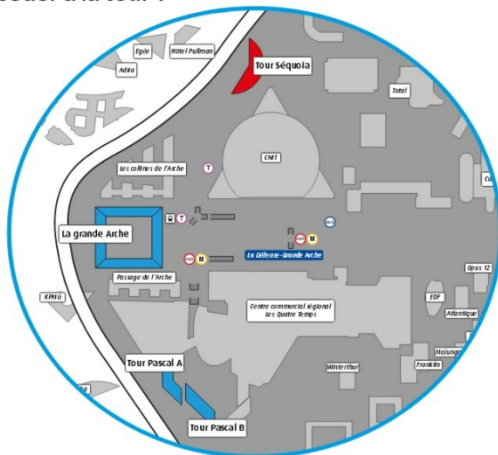 Egée
Hôtel Pullman
Adria
Tour Séquoia
Total
CNIT
Les collines de l'Arche
T
T
La grande Arche
M
M
La Défense-Grande Arche
Passage de l'Arche
KPMG
Centre commercial régional
Les Quatre Temps
Opus 12
EDF
Atlantique
Tour Pascal A
Winterthur
Franklin
Tour Pascal B